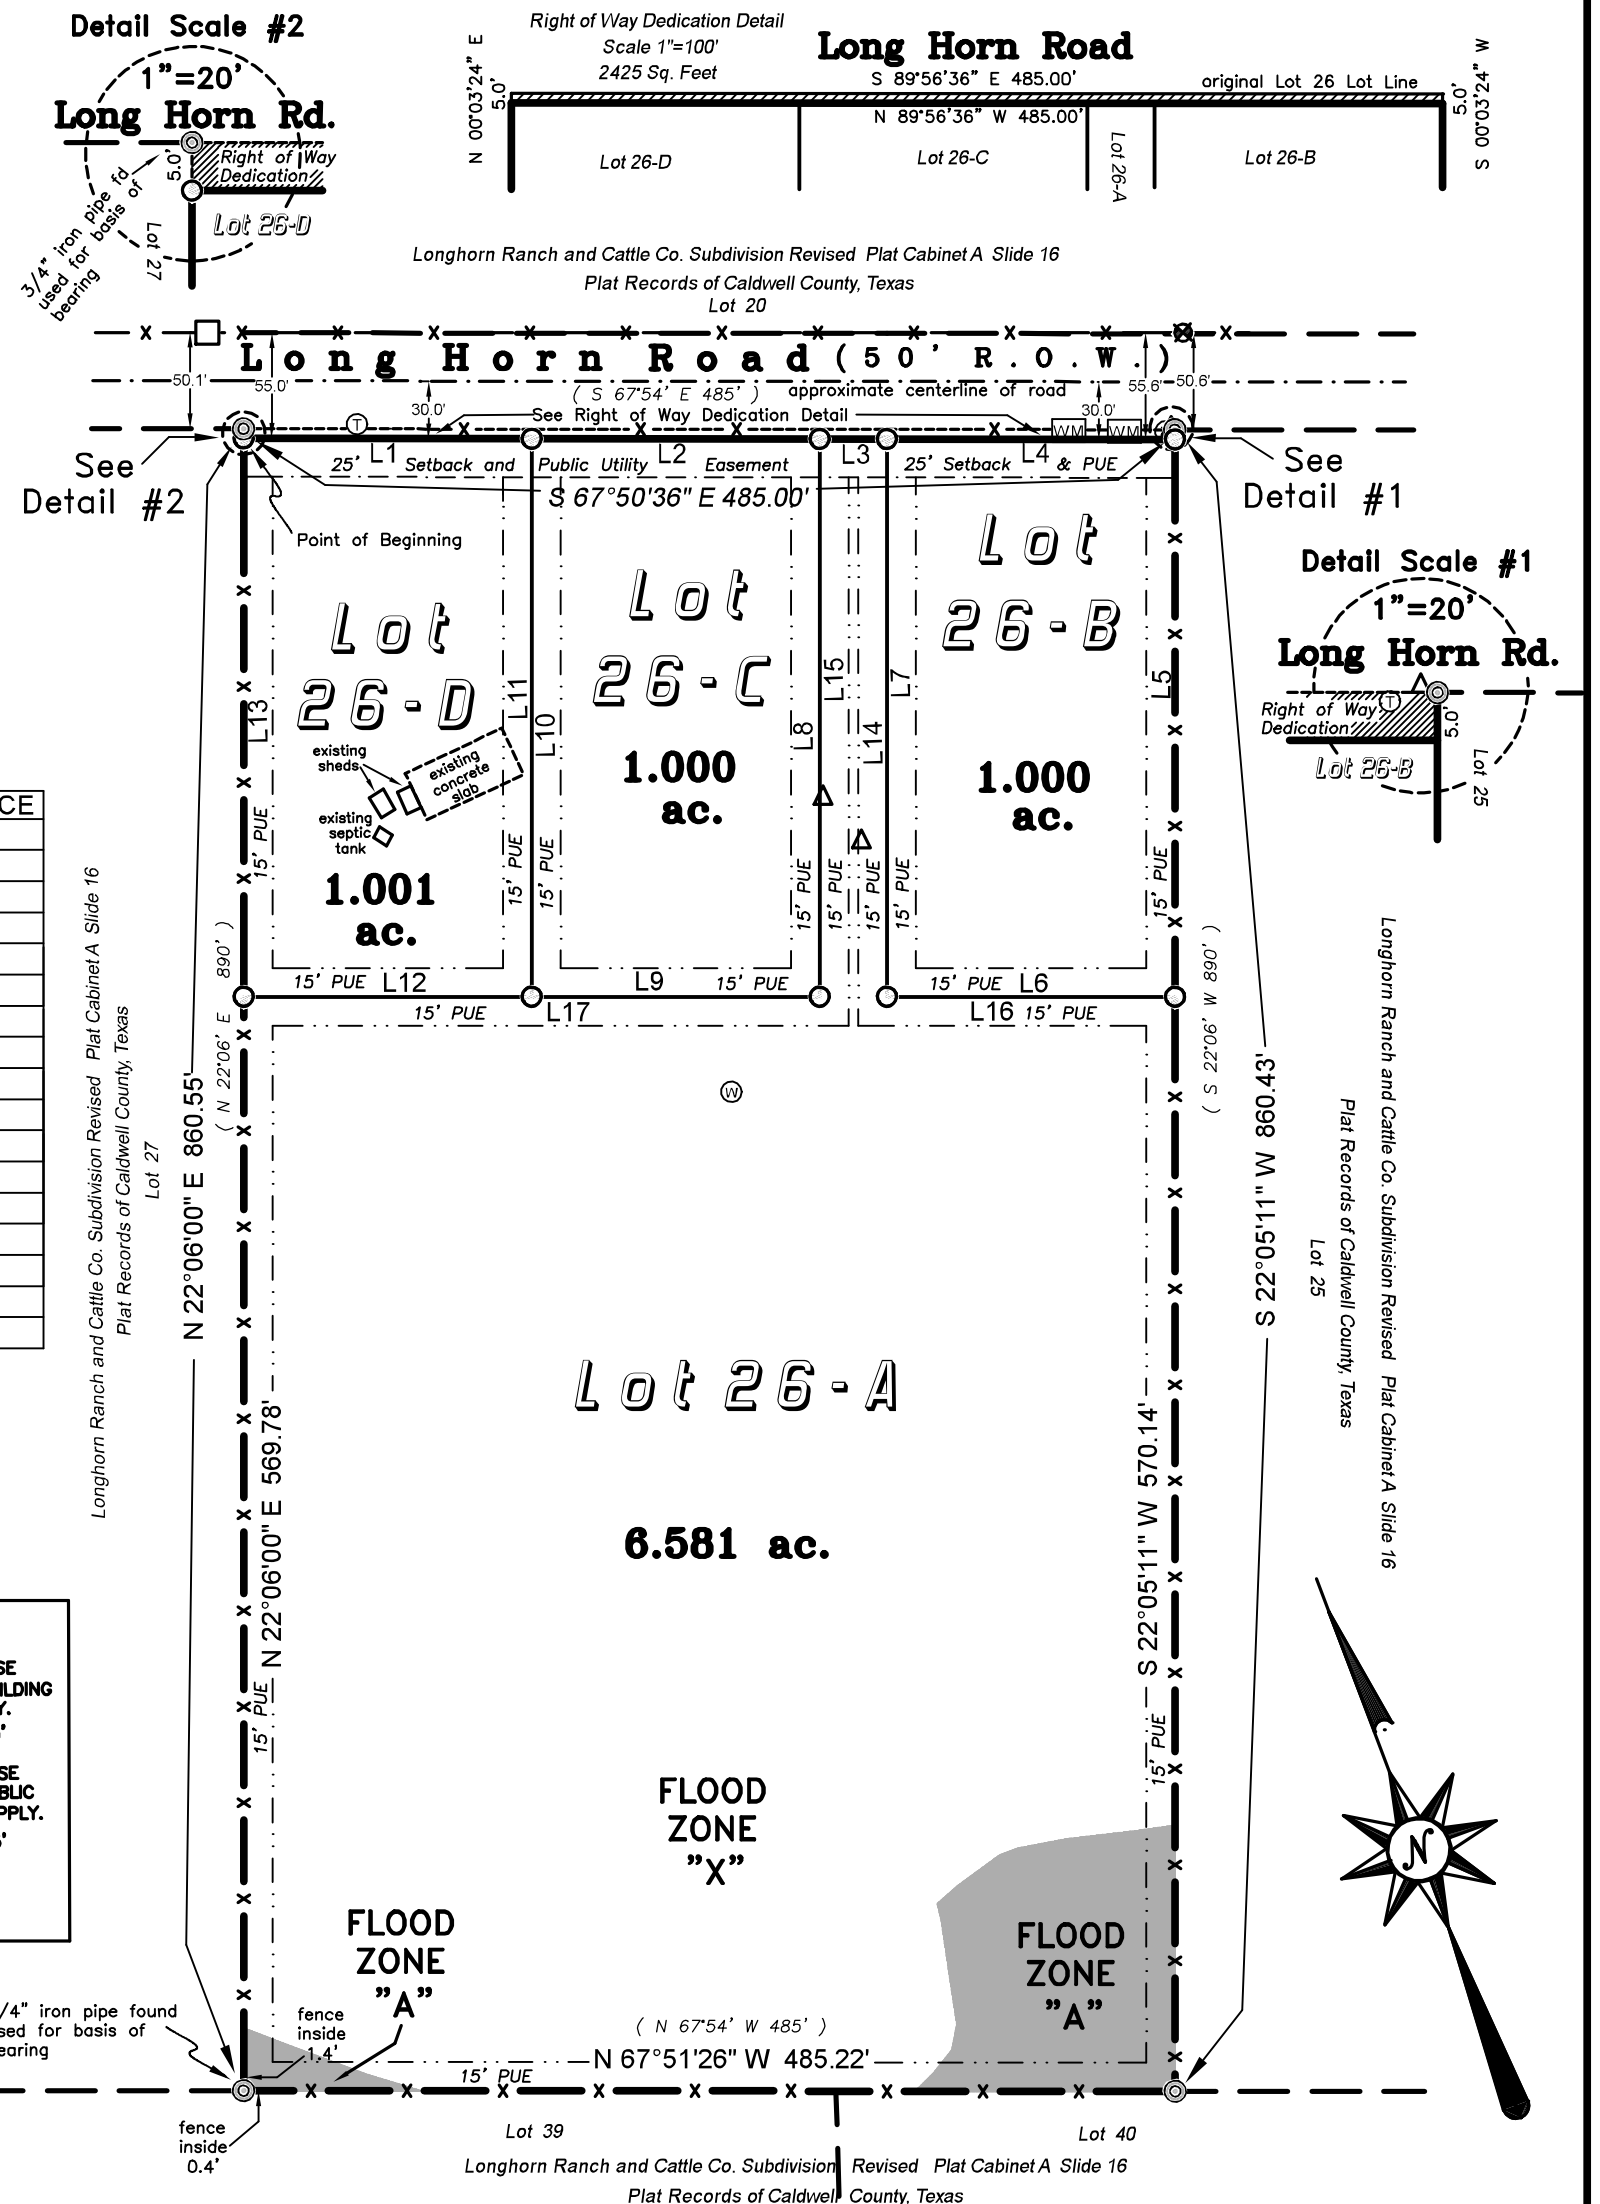 Detail Scale #2
1”=20’
Long Horn Rd.
5.0'
Right of Way
Dedication
Lot 26-D
Lot 27
3/4" iron pipe fd
used for basis of
bearing
Right of Way Dedication Detail
Scale 1"=100'
2425 Sq. Feet
Long Horn Road
S 89°56'36" E 485.00'
original Lot 26 Lot Line
N 00°03'24" E
5.0'
5.0'
S 00°03'24" W
N 89°56'36" W 485.00'
Lot 26-D
Lot 26-C
Lot 26-A
Lot 26-B
Longhorn Ranch and Cattle Co. Subdivision Revised Plat Cabinet A Slide 16
Plat Records of Caldwell County, Texas
Lot 20
Long Horn Road (50' R.O.W.)
50.1'
55.0'
55.6'
50.6'
( S 67°54' E 485' )
approximate centerline of road
30.0'
See Right of Way Dedication Detail
30.0'
T
WM
WM
L1
L2
L3
L4
See
Detail #2
25' Setback and Public Utility Easement
25' Setback & PUE
See
Detail #1
S 67°50'36" E 485.00'
Point of Beginning
Lot
26-D
Lot
26-C
Lot
26-B
L13
L11
L10
L8
L15
L14
L7
L5
existing
sheds
existing
concrete
slab
existing
septic
tank
1.001
ac.
1.000
ac.
1.000
ac.
15' PUE
15' PUE
15' PUE
15' PUE
15' PUE
15' PUE
15' PUE
15' PUE
15' PUE L12
L9 15' PUE
15' PUE L6
15' PUE L17
L16 15' PUE
Detail Scale #1
1”=20’
Long Horn Rd.
Right of Way
Dedication
T
5.0'
Lot 26-B
Lot 25
CE
Longhorn Ranch and Cattle Co. Subdivision Revised Plat Cabinet A Slide 16
Plat Records of Caldwell County, Texas
Lot 27
N 22°06'00" E 860.55'
( N 22°06' E 890' )
W
( S 22°06' W 890' )
S 22°05'11" W 860.43'
Longhorn Ranch and Cattle Co. Subdivision Revised Plat Cabinet A Slide 16
Plat Records of Caldwell County, Texas
Lot 25
Lot 26-A
6.581 ac.
N 22°06'00" E 569.78'
15' PUE
S 22°05'11" W 570.14'
15' PUE
SE
ILDING
Y.
SE
BLIC
PPLY.
FLOOD
ZONE
”X”
FLOOD
ZONE
”A”
FLOOD
ZONE
”A”
N
/4" iron pipe found
sed for basis of
earing
fence
inside
1.4'
( N 67°54' W 485' )
N 67°51'26" W 485.22'
15' PUE
fence
inside
0.4'
Lot 39
Lot 40
Longhorn Ranch and Cattle Co. Subdivision Revised Plat Cabinet A Slide 16
Plat Records of Caldwell County, Texas